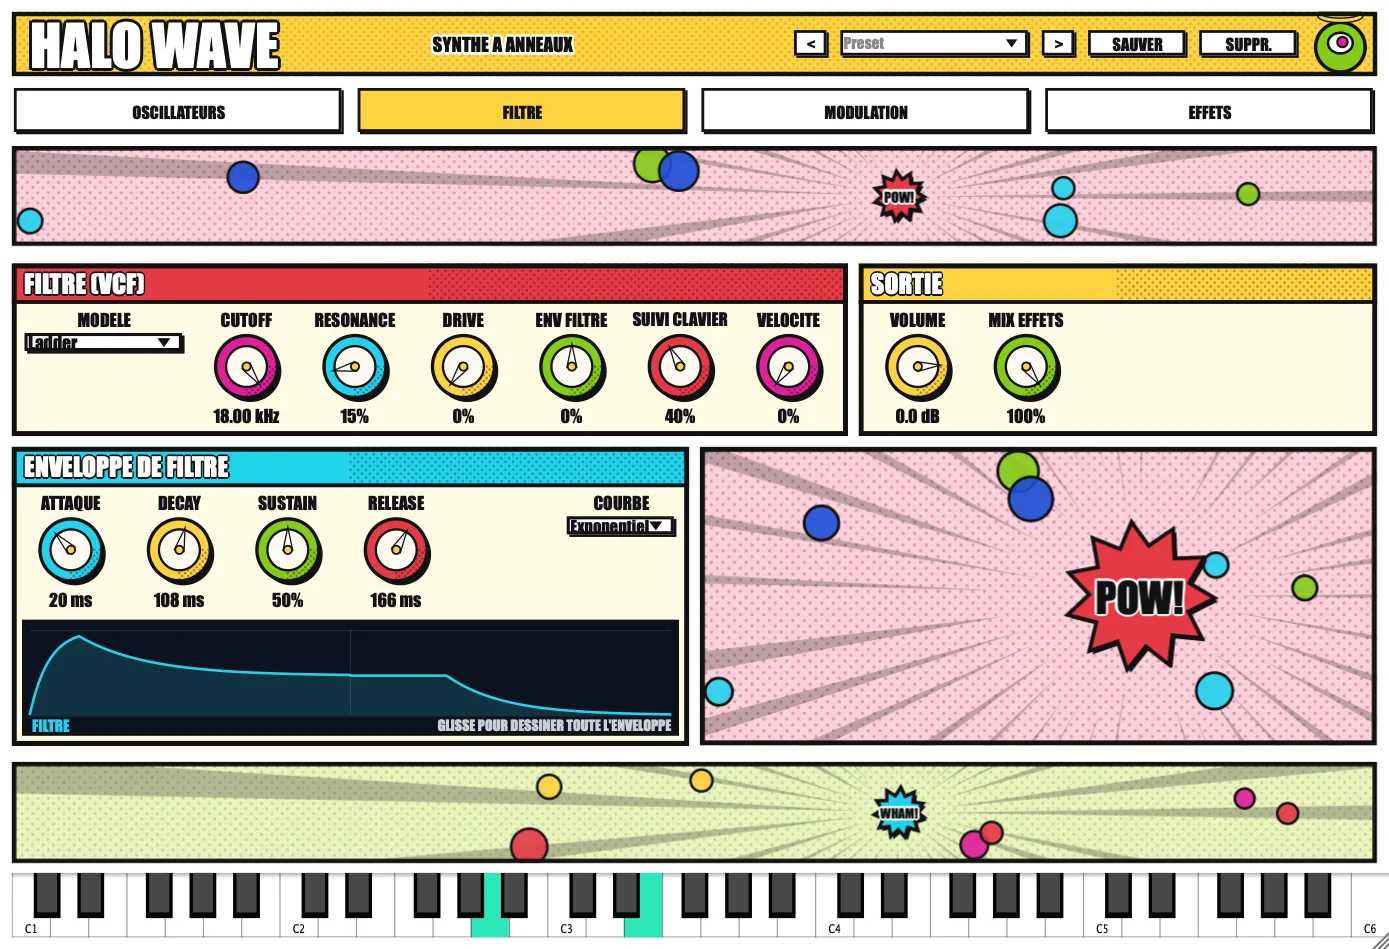 HALO WAVE
SYNTHE A ANNEAUX
<
Preset
>
SAUVER
SUPPR.
OSCILLATEURS
FILTRE
MODULATION
EFFETS
POW!
FILTRE (VCF)
MODELE
Ladder
CUTOFF
RESONANCE
DRIVE
ENV FILTRE
SUIVI CLAVIER
VELOCITE
18.00 kHz
15%
0%
0%
40%
0%
SORTIE
VOLUME
MIX EFFETS
0.0 dB
100%
ENVELOPPE DE FILTRE
ATTAQUE
DECAY
SUSTAIN
RELEASE
COURBE
Exponentiel
20 ms
108 ms
50%
166 ms
FILTRE
GLISSE POUR DESSINER TOUTE L'ENVELOPPE
POW!
WHAM!
C1
C2
C3
C4
C5
C6